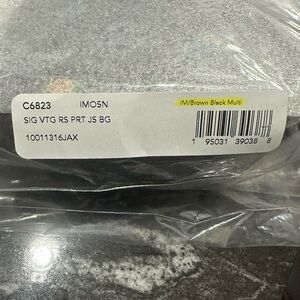 C6823 IMOSN IM/Brown Black Multi
SIG VTG RS PRT JS BG
10011316JAX
1 95031 39038 8